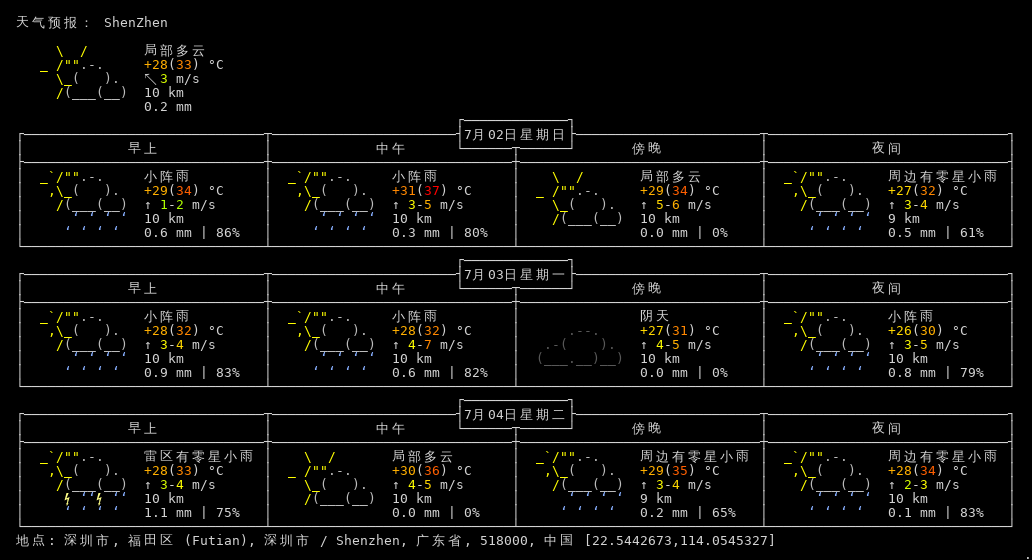 天气预报： ShenZhen
局部多云
+28(33) °C
↖ 3 m/s
10 km
0.2 mm
7月02日星期日
早上 中午 傍晚 夜间
小阵雨 小阵雨 局部多云 周边有零星小雨
+29(34) °C +31(37) °C +29(34) °C +27(32) °C
↑ 1-2 m/s ↑ 3-5 m/s ↑ 5-6 m/s ↑ 3-4 m/s
10 km 10 km 10 km 9 km
0.6 mm | 86% 0.3 mm | 80% 0.0 mm | 0% 0.5 mm | 61%
7月03日星期一
早上 中午 傍晚 夜间
小阵雨 小阵雨 阴天 小阵雨
+28(32) °C +28(32) °C +27(31) °C +26(30) °C
↑ 3-4 m/s ↑ 4-7 m/s ↑ 4-5 m/s ↑ 3-5 m/s
10 km 10 km 10 km 10 km
0.9 mm | 83% 0.6 mm | 82% 0.0 mm | 0% 0.8 mm | 79%
7月04日星期二
早上 中午 傍晚 夜间
雷区有零星小雨 局部多云 周边有零星小雨 周边有零星小雨
+28(33) °C +30(36) °C +29(35) °C +28(34) °C
↑ 3-4 m/s ↑ 4-5 m/s ↑ 3-4 m/s ↑ 2-3 m/s
10 km 10 km 9 km 10 km
1.1 mm | 75% 0.0 mm | 0% 0.2 mm | 65% 0.1 mm | 83%
地点: 深圳市, 福田区 (Futian), 深圳市 / Shenzhen, 广东省, 518000, 中国 [22.5442673,114.0545327]